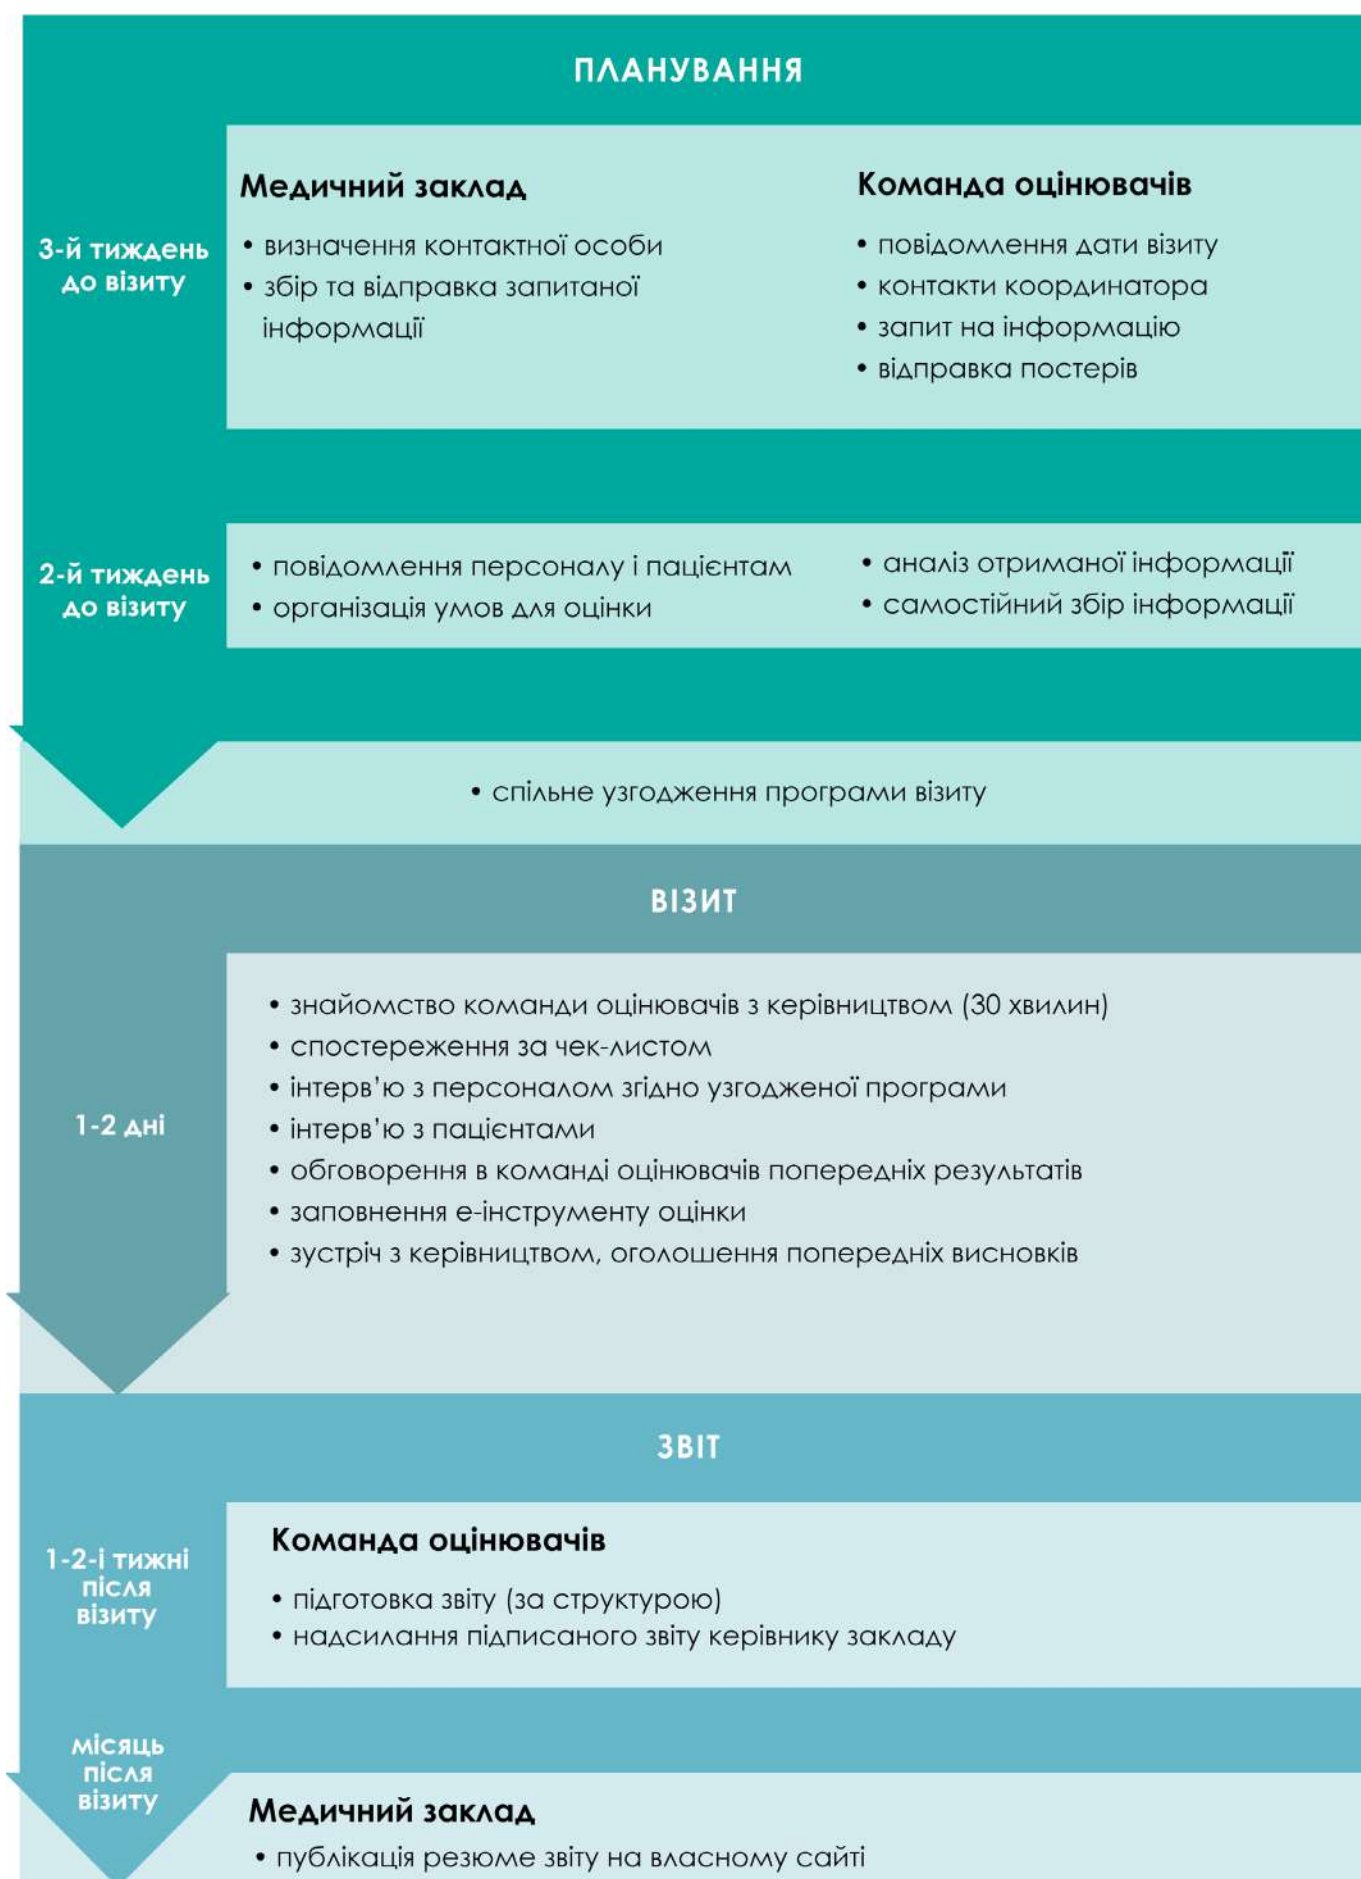 ПЛАНУВАННЯ
3-й тиждень
до візиту
Медичний заклад
• визначення контактної особи
• збір та відправка запитаної
інформації
Команда оцінювачів
• повідомлення дати візиту
• контакти координатора
• запит на інформацію
• відправка постерів
2-й тиждень
до візиту
• повідомлення персоналу і пацієнтам
• організація умов для оцінки
• аналіз отриманої інформації
• самостійний збір інформації
• спільне узгодження програми візиту
ВІЗИТ
1-2 дні
• знайомство команди оцінювачів з керівництвом (30 хвилин)
• спостереження за чек-листом
• інтерв’ю з персоналом згідно узгодженої програми
• інтерв’ю з пацієнтами
• обговорення в команді оцінювачів попередніх результатів
• заповнення е-інструменту оцінки
• зустріч з керівництвом, оголошення попередніх висновків
ЗВІТ
1-2-і тижні
після
візиту
Команда оцінювачів
• підготовка звіту (за структурою)
• надсилання підписаного звіту керівнику закладу
місяць
після
візиту
Медичний заклад
• публікація резюме звіту на власному сайті